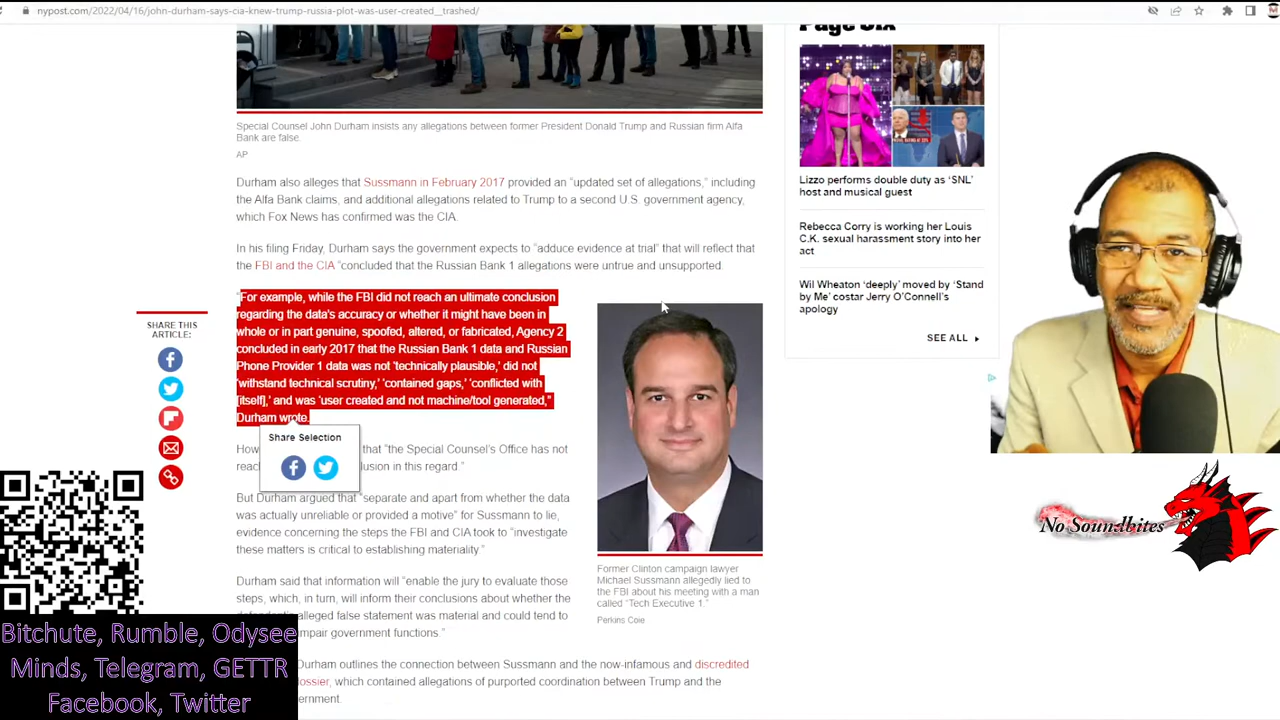 nypost.com/2022/04/16/john-durham-says-cia-knew-trump-russia-plot-was-user-created__trashed/
Special Counsel John Durham insists any allegations between former President Donald Trump and Russian firm Alfa
Bank are false.
AP
Durham also alleges that Sussmann in February 2017 provided an "updated set of allegations," including
the Alfa Bank claims, and additional allegations related to Trump to a second U.S. government agency,
which Fox News has confirmed was the CIA.
In his filing Friday, Durham says the government expects to "adduce evidence at trial" that will reflect that
the FBI and the CIA "concluded that the Russian Bank 1 allegations were untrue and unsupported.
"For example, while the FBI did not reach an ultimate conclusion
regarding the data's accuracy or whether it might have been in
whole or in part genuine, spoofed, altered, or fabricated, Agency 2
concluded in early 2017 that the Russian Bank 1 data and Russian
Phone Provider 1 data was not 'technically plausible,' did not
'withstand technical scrutiny,' 'contained gaps,' 'conflicted with
[itself],' and was 'user created and not machine/tool generated,"
Durham wrote.
SHARE THIS
ARTICLE:
Share Selection
How that "the Special Counsel's Office has not
reac lusion in this regard."
But Durham argued that "separate and apart from whether the data
was actually unreliable or provided a motive" for Sussmann to lie,
evidence concerning the steps the FBI and CIA took to "investigate
these matters is critical to establishing materiality"
Durham said that information will "enable the jury to evaluate those
steps, which, in turn, will inform their conclusions about whether the
alleged false statement was material and could tend to
mpair government functions."
Durham outlines the connection between Sussmann and the now-infamous and discredited
ossier, which contained allegations of purported coordination between Trump and the
ernment.
Former Clinton campaign lawyer
Michael Sussmann allegedly lied to
the FBI about his meeting with a man
called "Tech Executive 1."
Perkins Coie
Page Six
Lizzo performs double duty as 'SNL'
host and musical guest
Rebecca Corry is working her Louis
C.K. sexual harassment story into her
act
Wil Wheaton 'deeply' moved by 'Stand
by Me' costar Jerry O'Connell's
apology
SEE ALL
No Soundbites
Bitchute, Rumble, Odysee
Minds, Telegram, GETTR
Facebook, Twitter